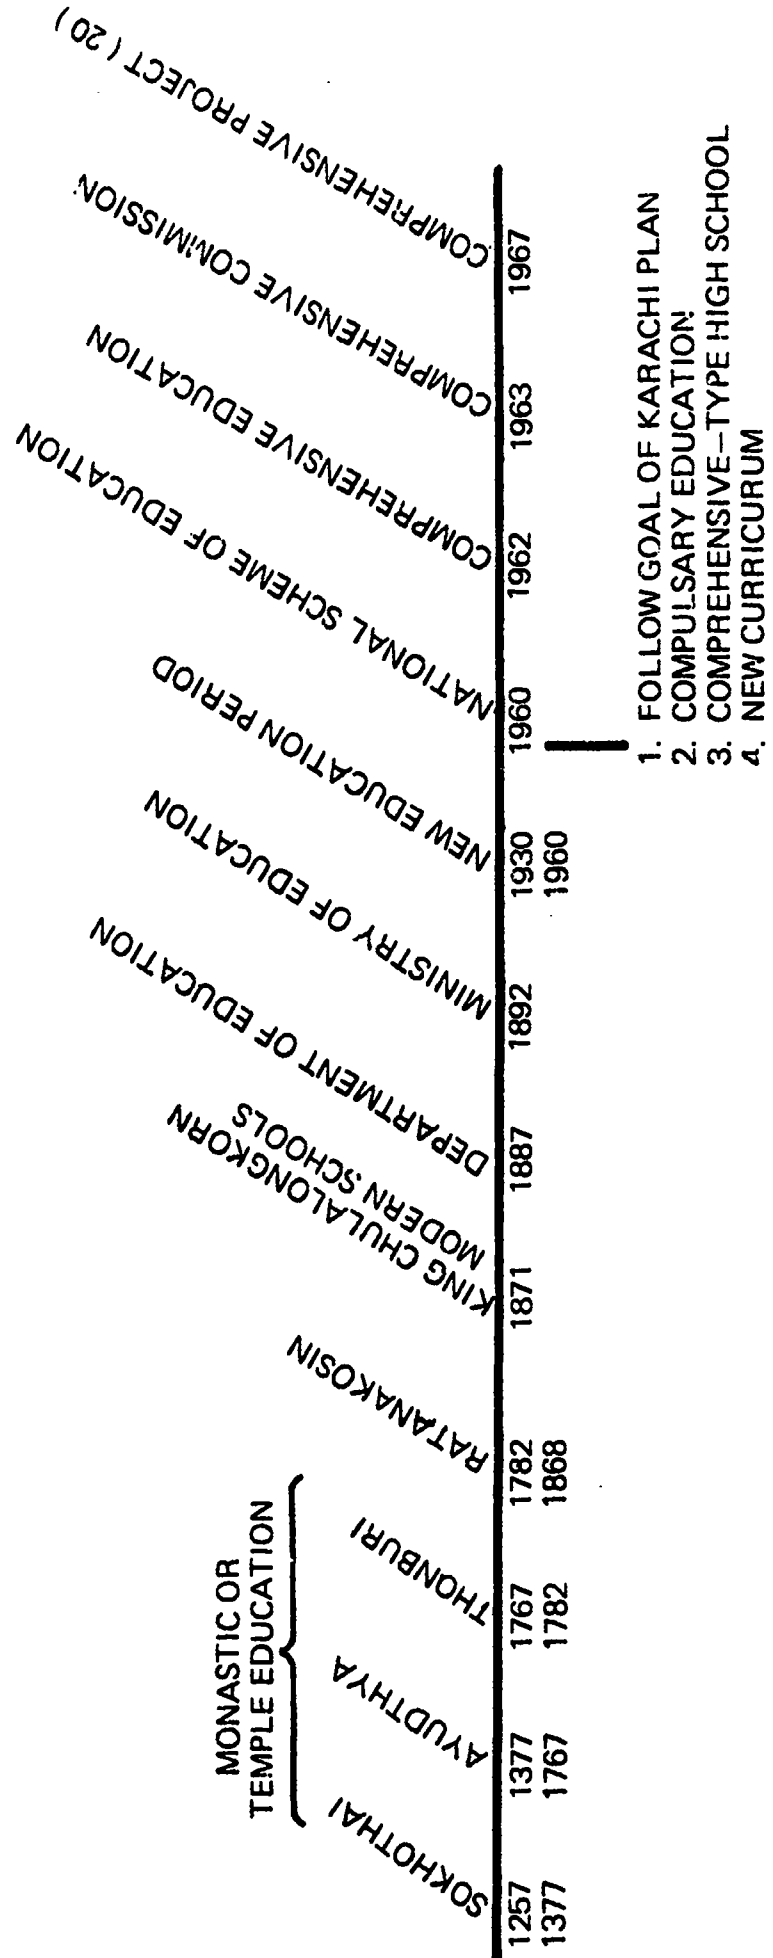 MONASTIC OR
TEMPLE EDUCATION
SOKHOTHAI
1257
1377
AYUDTHYA
1377
1767
THONBURI
1767
1782
RATANAKOSIN
1782
1868
KING CHULALONGKORN
MODERN SCHOOLS
1871
DEPARTMENT OF EDUCATION
1887
MINISTRY OF EDUCATION
1892
NEW EDUCATION PERIOD
1930
1960
NATIONAL SCHEME OF EDUCATION
1960
COMPREHENSIVE EDUCATION
1962
COMPREHENSIVE COMMISSION
1963
COMPREHENSIVE PROJECT ( 20 )
1967
1. FOLLOW GOAL OF KARACHI PLAN
2. COMPULSARY EDUCATION
3. COMPREHENSIVE–TYPE HIGH SCHOOL
4. NEW CURRICURUM